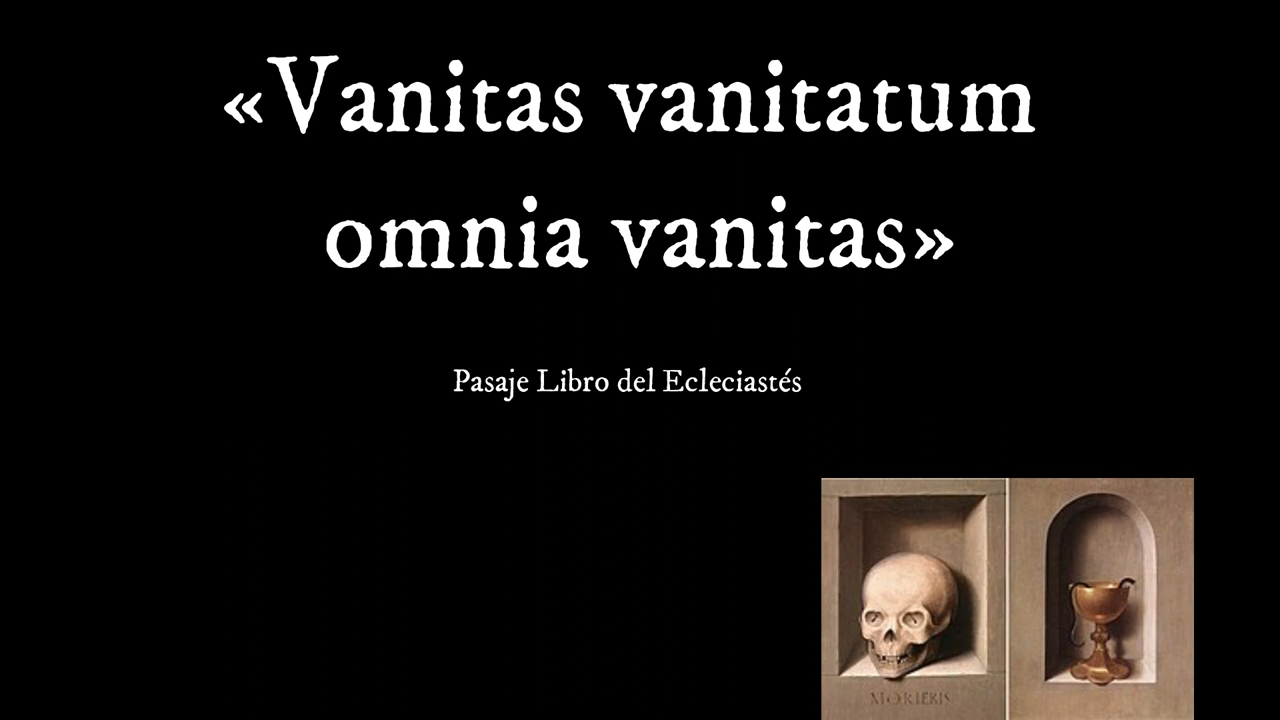 «Vanitas vanitatum
omnia vanitas»
Pasaje Libro del Ecleciastés
MORIERIS